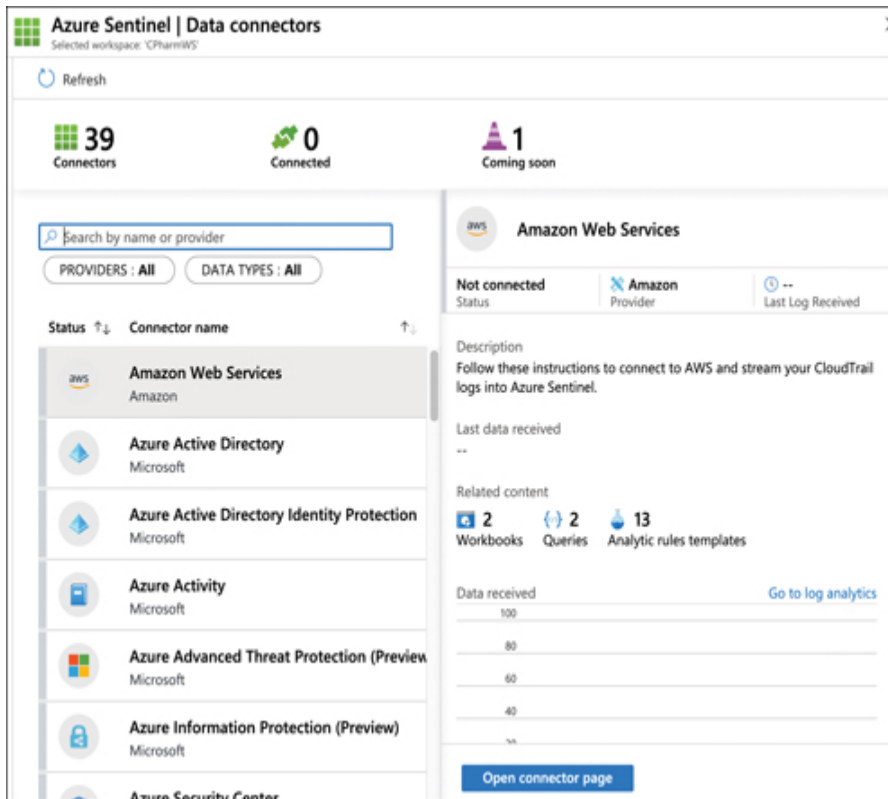 Azure Sentinel | Data connectors
Selected workspace: 'CPharmWS'
Refresh
39
Connectors
0
Connected
1
Coming soon
Search by name or provider
PROVIDERS : All
DATA TYPES : All
Status
Connector name
aws
Amazon Web Services
Amazon
Azure Active Directory
Microsoft
Azure Active Directory Identity Protection
Microsoft
Azure Activity
Microsoft
Azure Advanced Threat Protection (Preview
Microsoft
Azure Information Protection (Preview)
Microsoft
Azure Security Center
aws
Amazon Web Services
Not connected
Status
Amazon
Provider
--
Last Log Received
Description
Follow these instructions to connect to AWS and stream your CloudTrail
logs into Azure Sentinel.
Last data received
--
Related content
2
Workbooks
2
Queries
13
Analytic rules templates
Data received
Go to log analytics
100
80
60
40
20
Open connector page